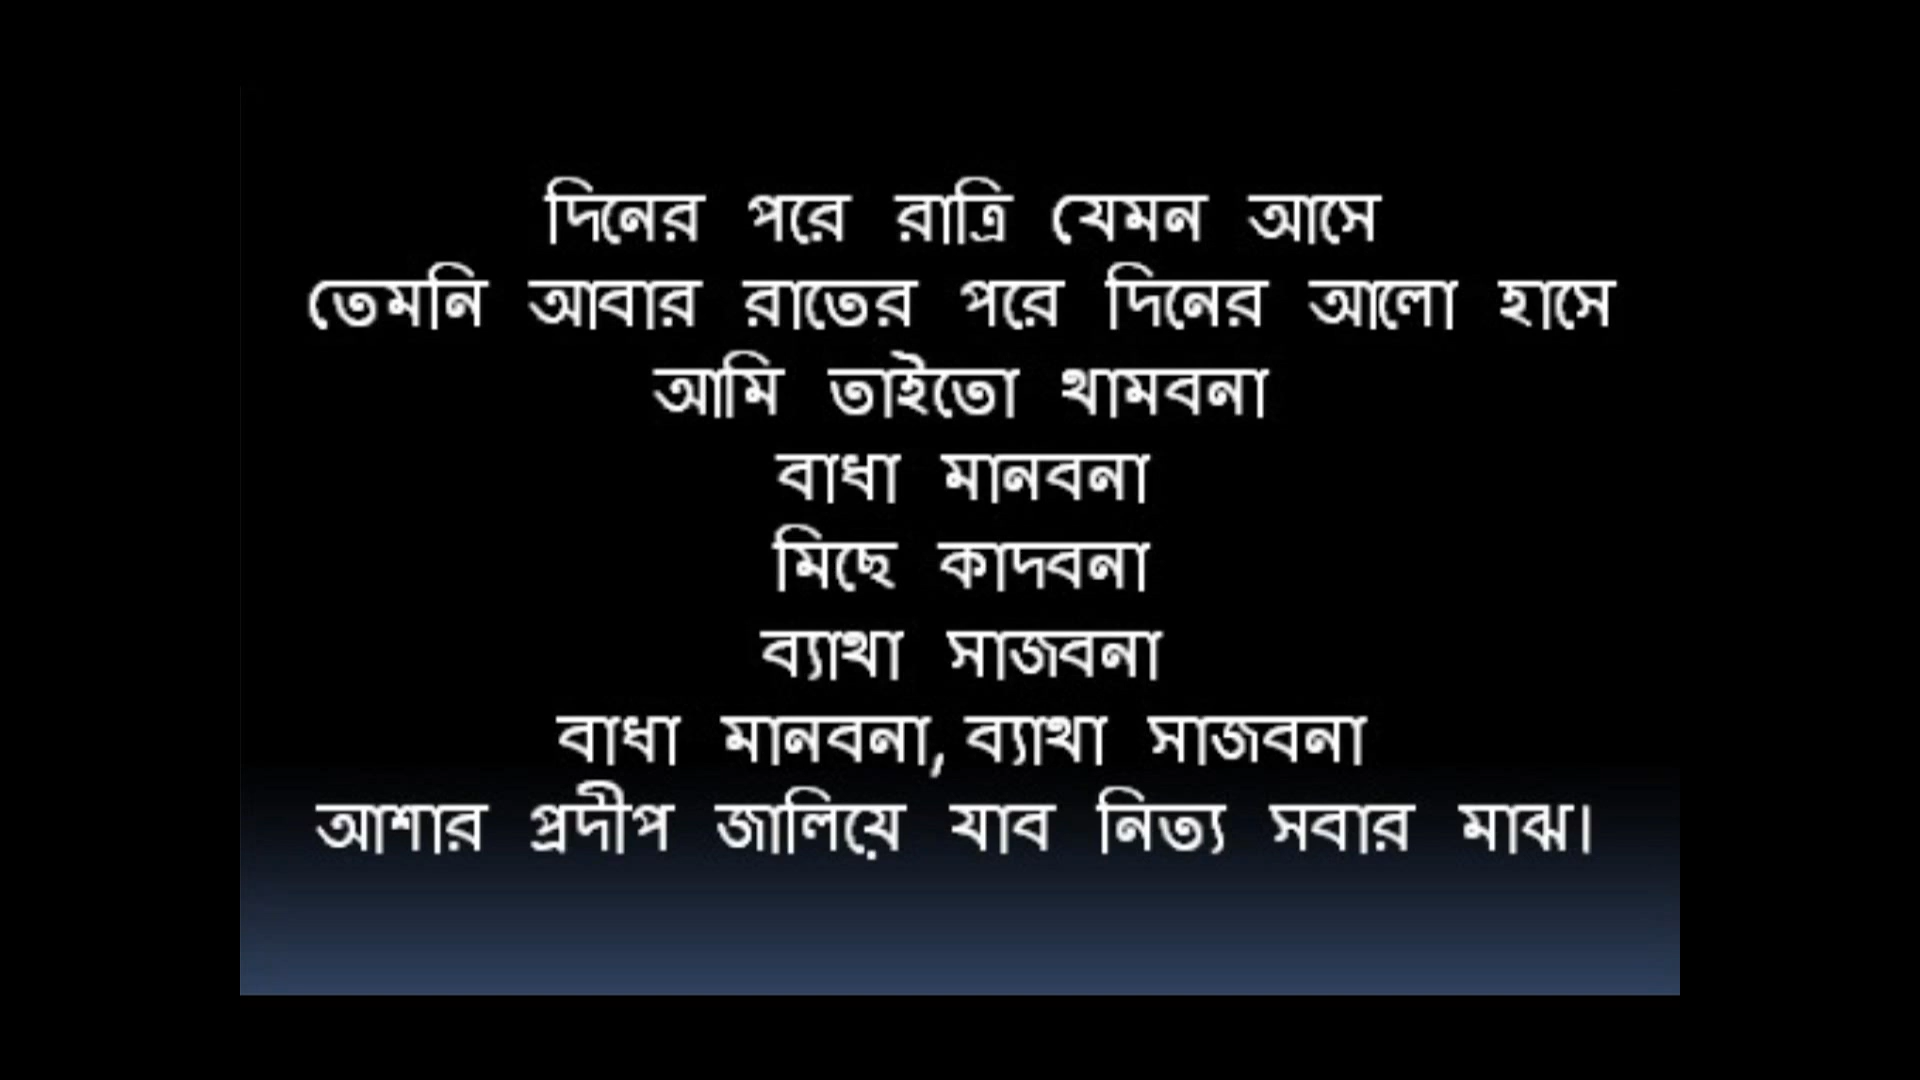 দিনের পরে রাত্রি যেমন আসে
তেমনি আবার রাতের পরে দিনের আলো হাসে
আমি তাইতো থামবনা
বাধা মানবনা
মিছে কাদবনা
ব্যাথা সাজবনা
বাধা মানবনা, ব্যাথা সাজবনা
আশার প্রদীপ জালিয়ে যাব নিত্য সবার মাঝ।